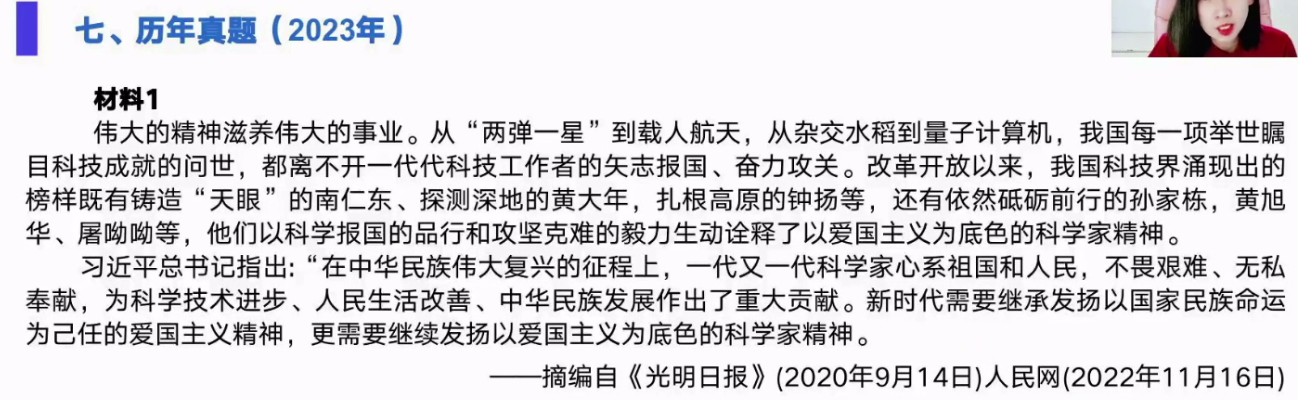 七、历年真题（2023年）
材料1
伟大的精神滋养伟大的事业。从“两弹一星”到载人航天，从杂交水稻到量子计算机，我国每一项举世瞩
目科技成就的问世，都离不开一代代科技工作者的矢志报国、奋力攻关。改革开放以来，我国科技界涌现出的
榜样既有铸造“天眼”的南仁东、探测深地的黄大年，扎根高原的钟扬等，还有依然砥砺前行的孙家栋，黄旭
华、屠呦呦等，他们以科学报国的品行和攻坚克难的毅力生动诠释了以爱国主义为底色的科学家精神。
习近平总书记指出:“在中华民族伟大复兴的征程上，一代又一代科学家心系祖国和人民，不畏艰难、无私
奉献，为科学技术进步、人民生活改善、中华民族发展作出了重大贡献。新时代需要继承发扬以国家民族命运
为己任的爱国主义精神，更需要继续发扬以爱国主义为底色的科学家精神。
——摘编自《光明日报》(2020年9月14日)人民网(2022年11月16日)